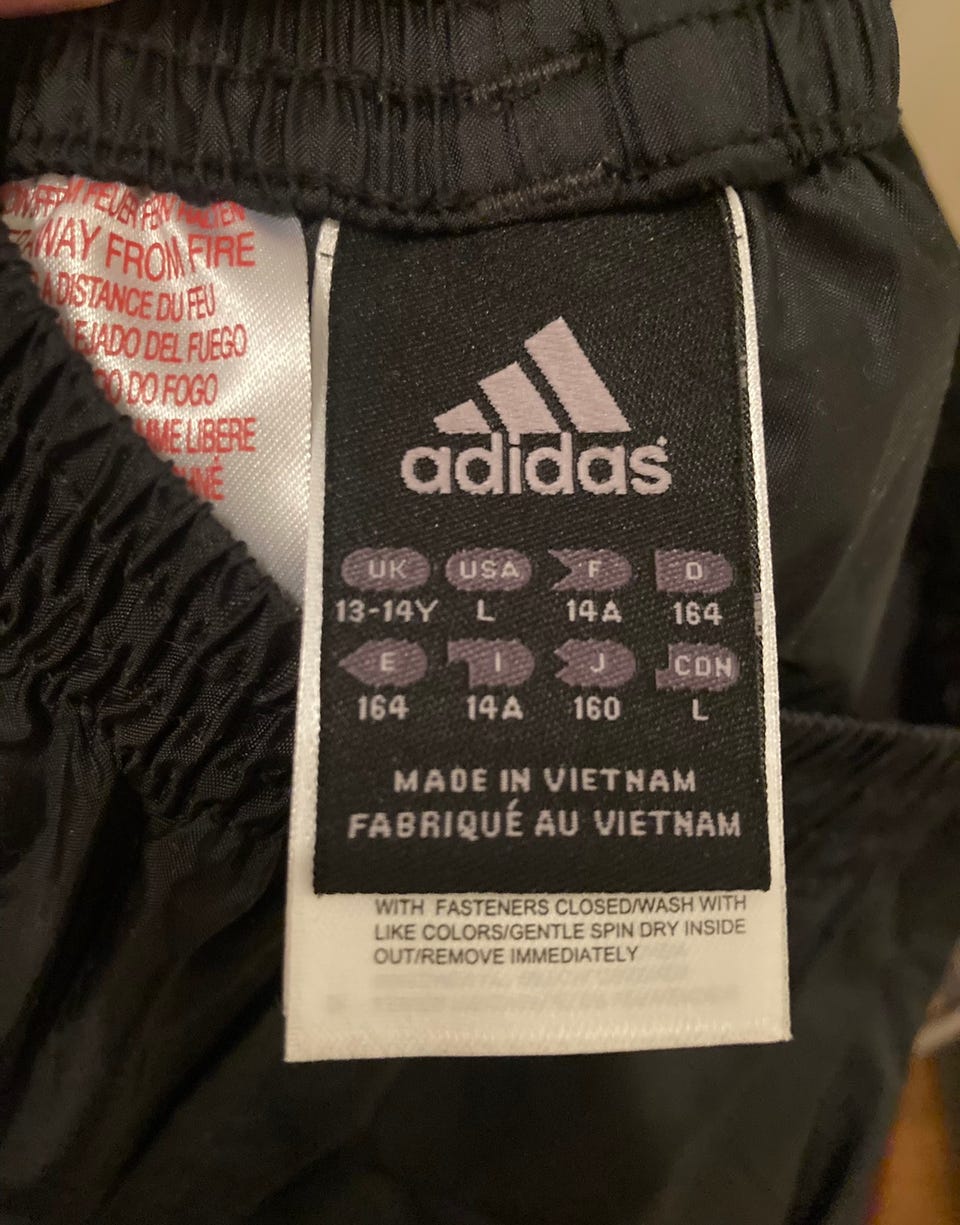 AWAY FROM FIRE
DISTANCE DU FEU
DEL FUEGO
DO FOGO
LIBERE
adidas
UK USA F D
13-14Y L 14A 164
E I J CDN
164 14A 160 L
MADE IN VIETNAM
FABRIQUÉ AU VIETNAM
WITH FASTENERS CLOSED/WASH WITH
LIKE COLORS/GENTLE SPIN DRY INSIDE
OUT/REMOVE IMMEDIATELY